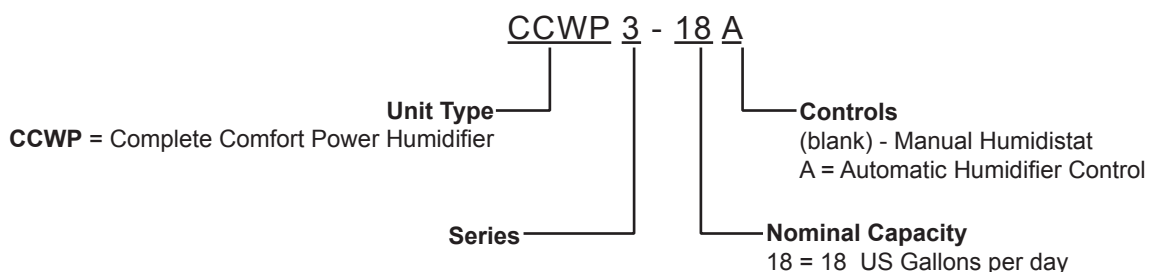 CCWP 3 - 18 A
Unit Type
CCWP = Complete Comfort Power Humidifier
Series
Controls
(blank) - Manual Humidistat
A = Automatic Humidifier Control
Nominal Capacity
18 = 18 US Gallons per day